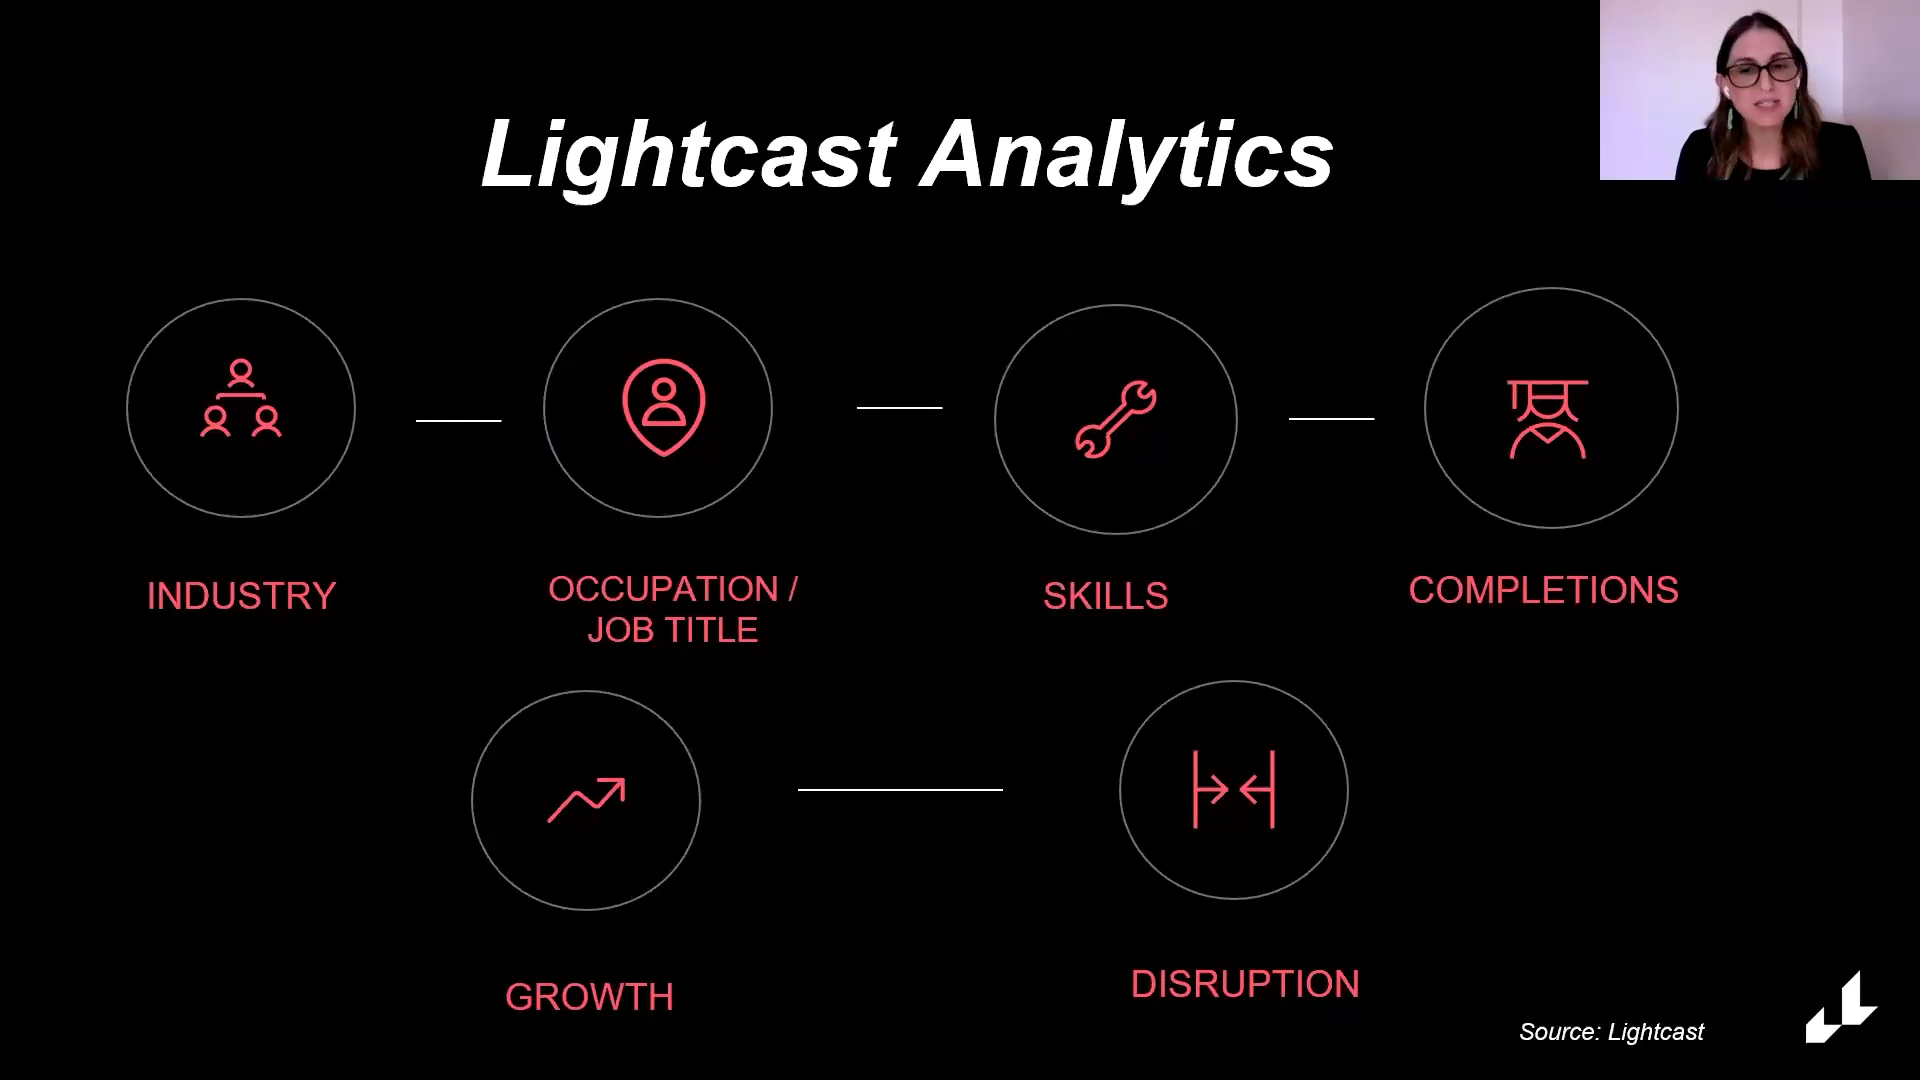 Lightcast Analytics
INDUSTRY
OCCUPATION /
JOB TITLE
SKILLS
COMPLETIONS
GROWTH
DISRUPTION
Source: Lightcast